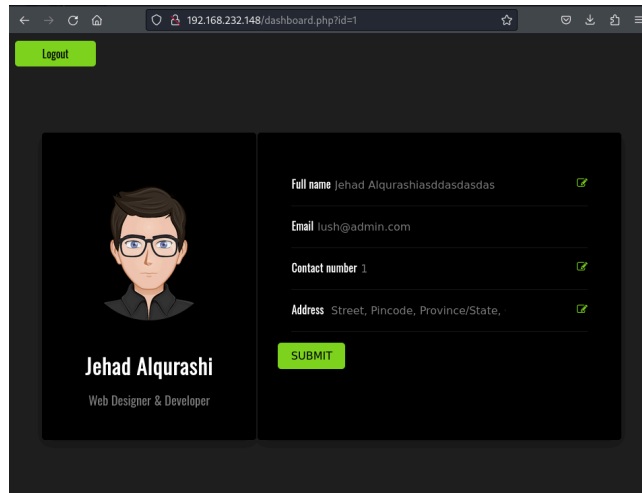 192.168.232.148/dashboard.php?id=1
Logout
Full name Jehad Alqurashiasddasdasdas
Email lush@admin.com
Contact number 1
Address Street, Pincode, Province/State,
SUBMIT
Jehad Alqurashi
Web Designer & Developer